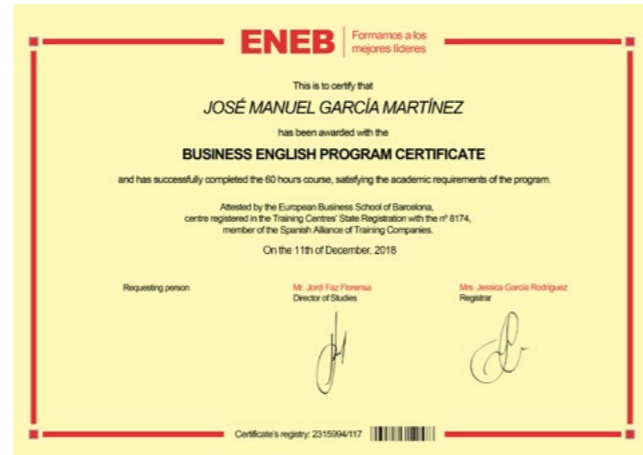 ENEB
Formamos a los
mejores líderes
This is to certify that
JOSÉ MANUEL GARCÍA MARTÍNEZ
has been awarded with the
BUSINESS ENGLISH PROGRAM CERTIFICATE
and has successfully completed the 60 hours course, satisfying the academic requirements of the program.
Attested by the European Business School of Barcelona,
centre registered in the Training Centres' State Registration with the nº 8174,
member of the Spanish Alliance of Training Companies.
On the 11th of December, 2018
Requesting person
Mr. Jordi Faz Florensa
Director of Studies
Mrs. Jessica García Rodríguez
Registrar
Certificate's registry: 2315994/117